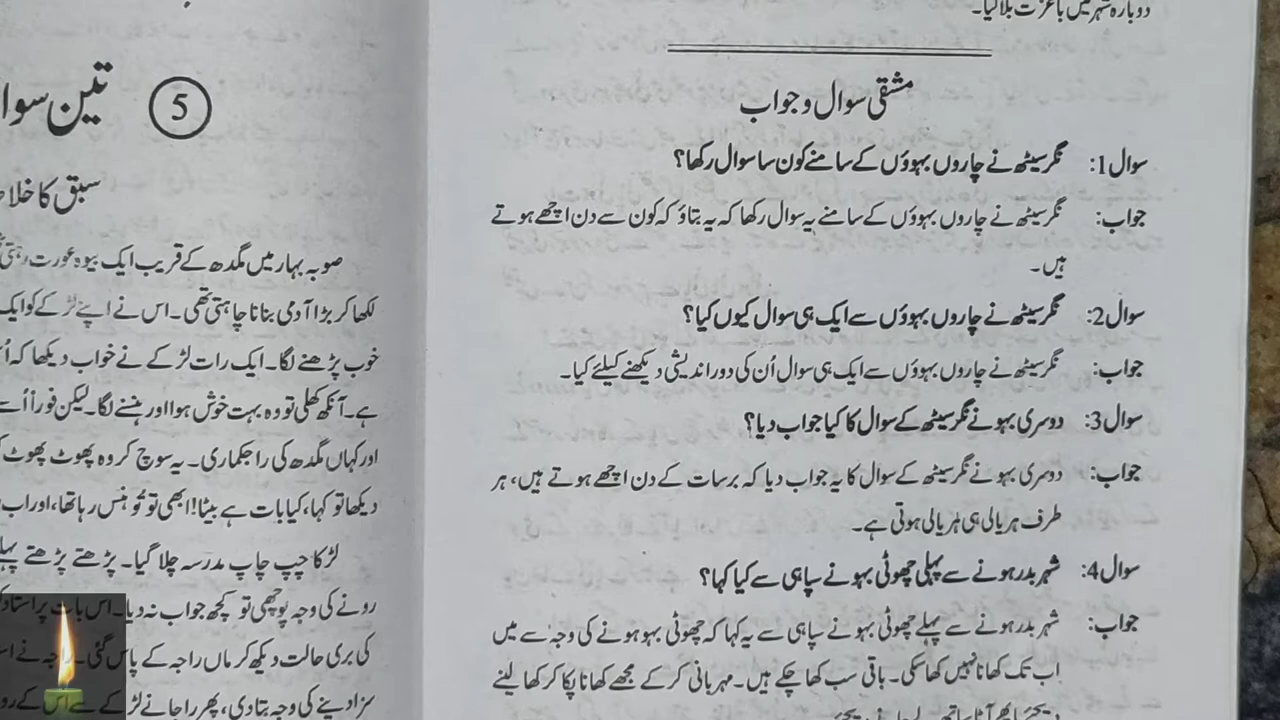 دوبارہ شہر میں باعزت بلالیا۔
مشقی سوال و جواب
سوال 1: نگر سیٹھ نے چاروں بہوؤں کے سامنے کون سا سوال رکھا؟
جواب: نگر سیٹھ نے چاروں بہوؤں کے سامنے یہ سوال رکھا کہ یہ بتاؤ کہ کون سے دن اچھے ہوتے
ہیں۔
سوال 2: نگر سیٹھ نے چاروں بہوؤں سے ایک ہی سوال کیوں کیا؟
جواب: نگر سیٹھ نے چاروں بہوؤں سے ایک ہی سوال اُن کی دور اندیشی دیکھنے کیلئے کیا۔
سوال 3: دوسری بہو نے نگر سیٹھ کے سوال کا کیا جواب دیا؟
جواب: دوسری بہو نے نگر سیٹھ کے سوال کا یہ جواب دیا کہ برسات کے دن اچھے ہوتے ہیں، ہر
طرف ہریالی ہی ہریالی ہوتی ہے۔
سوال 4: شہر بدر ہونے سے پہلی چھوٹی بہو نے سپاہی سے کیا کہا؟
جواب: شہر بدر ہونے سے پہلے چھوٹی بہو نے سپاہی سے یہ کہا کہ چھوٹی بہو ہونے کی وجہ سے میں
اب تک کھانا نہیں کھا سکی۔ باقی سب کھا چکے ہیں۔ مہربانی کر کے مجھے کھانا پکا کر کھا لینے
5 تین
سبق کا
صوبہ بہار میں مگدھ کے قریب ایک بیوہ عورت رہتی
لکھا کر بڑا آدمی بنانا چاہتی تھی۔ اس نے اپنے لڑکے کو ایک
خوب پڑھنے لگا۔ ایک رات لڑکے نے خواب دیکھا کہ
ہے۔ آنکھ کھلی تو وہ بہت خوش ہوا اور ہنسنے لگا۔ لیکن فوراً اُسے
اور کہاں مگدھ کی راجکماری۔ یہ سوچ کر وہ پھوٹ پھوٹ
دیکھا تو کہا، کیا بات ہے بیٹا! ابھی تو تُو ہنس رہا تھا، اور اب
لڑکا چپ چاپ مدرسہ چلا گیا۔ پڑھتے پڑھتے
رونے کی وجہ پوچھی تو کچھ جواب نہ دیا۔ اس بات پر استاد
کی بری حالت دیکھ کر ماں راجہ کے پاس گئی۔ راجہ نے
سزا دینے کی وجہ بتادی، پھر راجا نے لڑکے سے اس کے